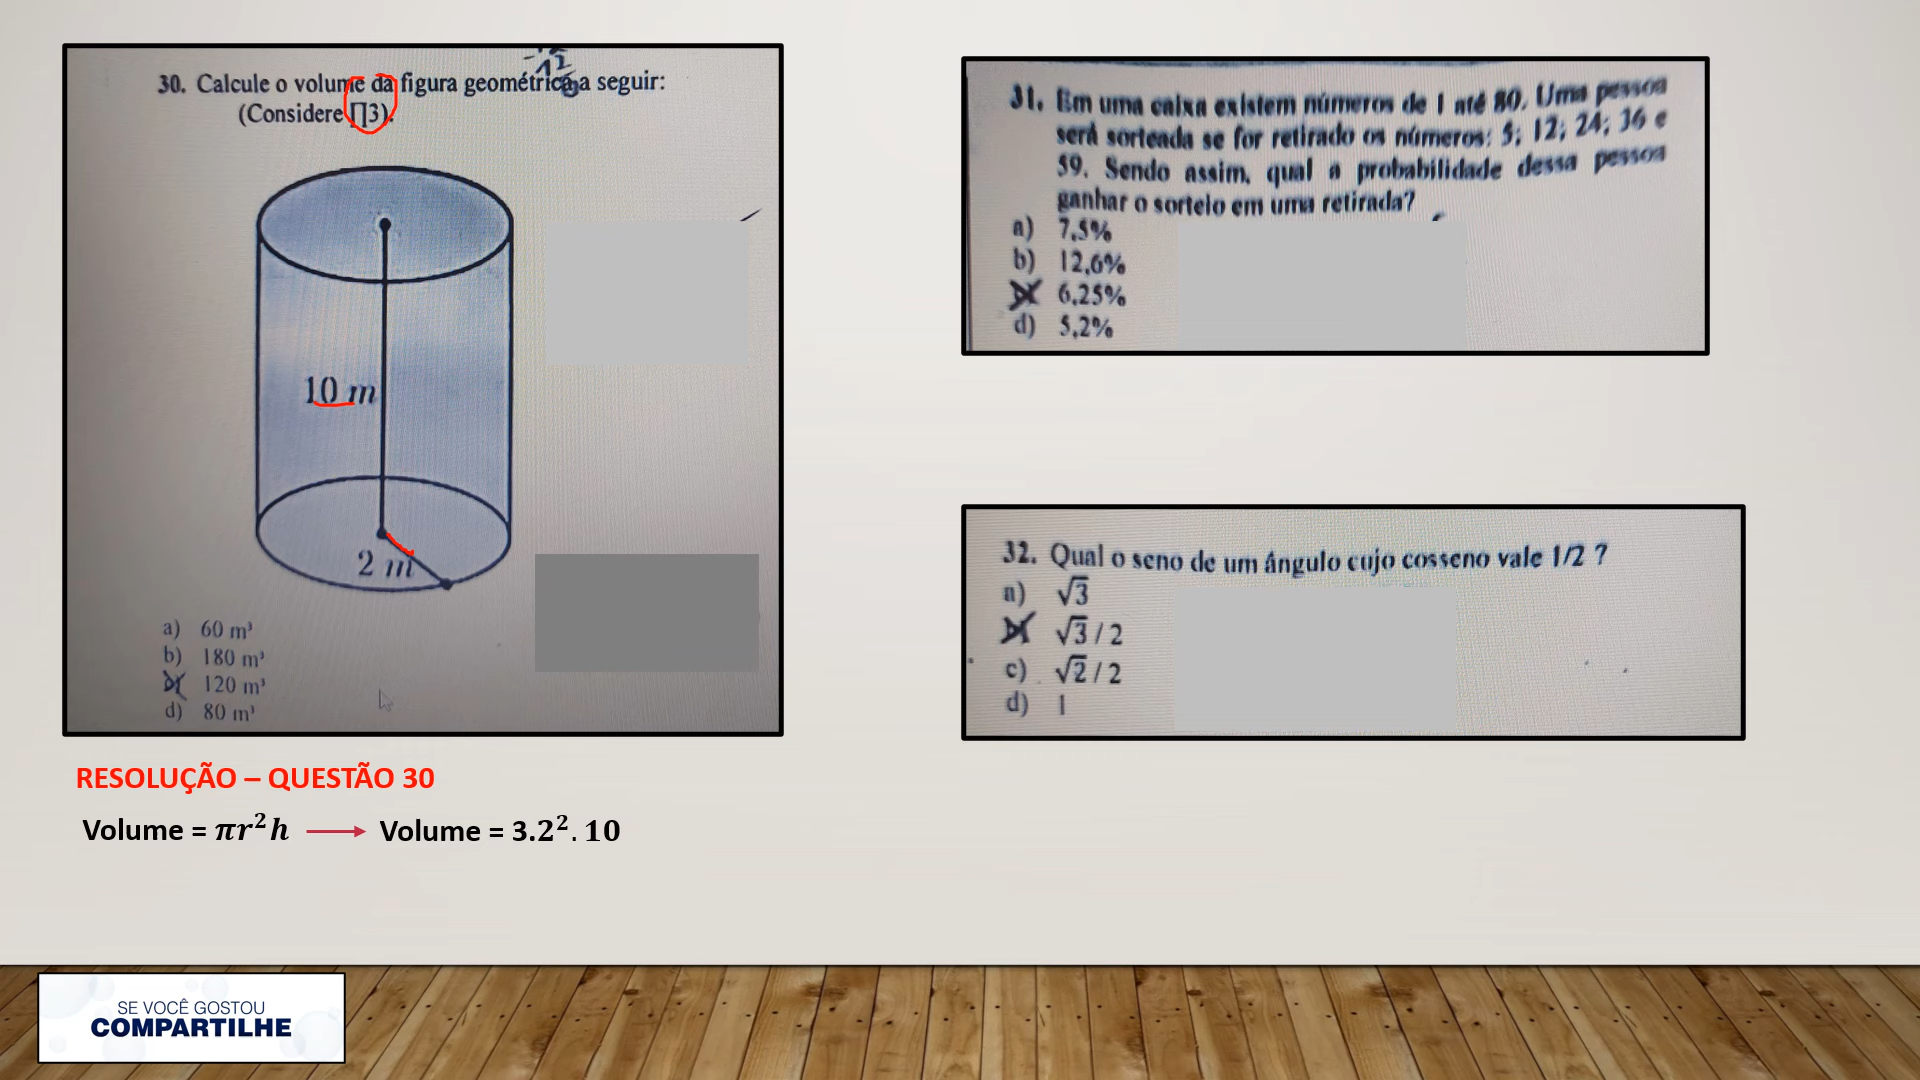 30. Calcule o volume da figura geométrica a seguir:
(Considere ∏3).
10 m
2 m
a) 60 m³
b) 180 m³
120 m³
d) 80 m³
RESOLUÇÃO – QUESTÃO 30
Volume = πr²h → Volume = 3.2². 10
31. Em uma caixa existem números de 1 até 80. Uma pessoa
será sorteada se for retirado os números: 5; 12; 24; 36 e
59. Sendo assim, qual a probabilidade dessa pessoa
ganhar o sorteio em uma retirada?
a) 7,5%
b) 12,6%
6,25%
d) 5,2%
32. Qual o seno de um ângulo cujo cosseno vale 1/2 ?
a) √3
√3 / 2
c) √2 / 2
d) 1
SE VOCÊ GOSTOU
COMPARTILHE